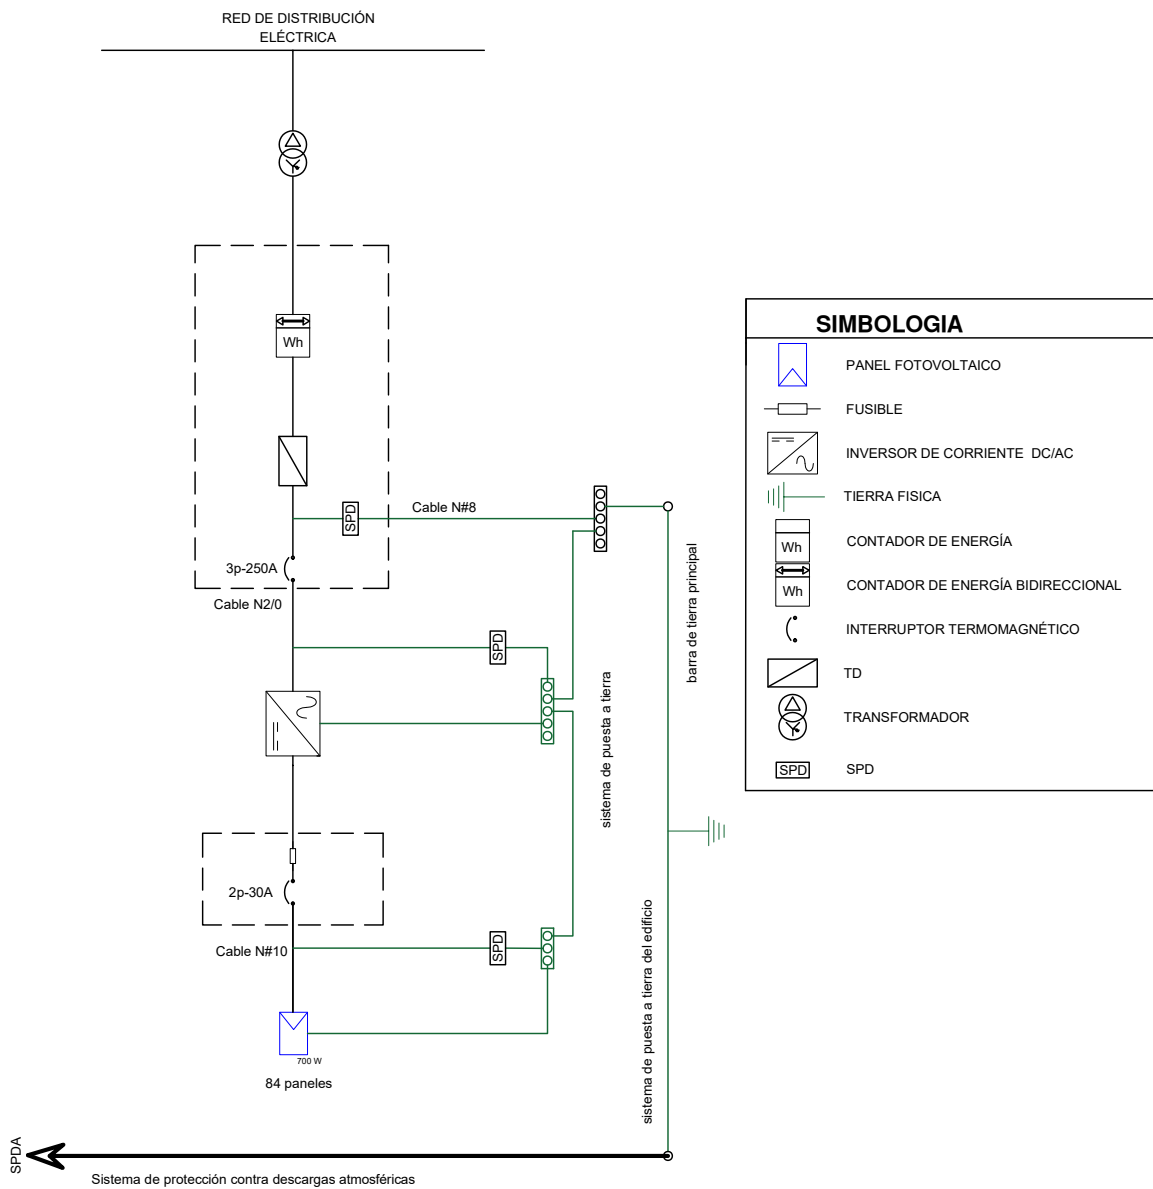 RED DE DISTRIBUCIÓN
ELÉCTRICA
Wh
SPD
Cable N#8
3p-250A
Cable N2/0
SPD
barra de tierra principal
sistema de puesta a tierra
2p-30A
Cable N#10
SPD
sistema de puesta a tierra del edificio
700 W
84 paneles
SPDA
Sistema de protección contra descargas atmosféricas
SIMBOLOGIA
PANEL FOTOVOLTAICO
FUSIBLE
INVERSOR DE CORRIENTE DC/AC
TIERRA FISICA
Wh CONTADOR DE ENERGÍA
Wh CONTADOR DE ENERGÍA BIDIRECCIONAL
INTERRUPTOR TERMOMAGNÉTICO
TD
TRANSFORMADOR
SPD SPD